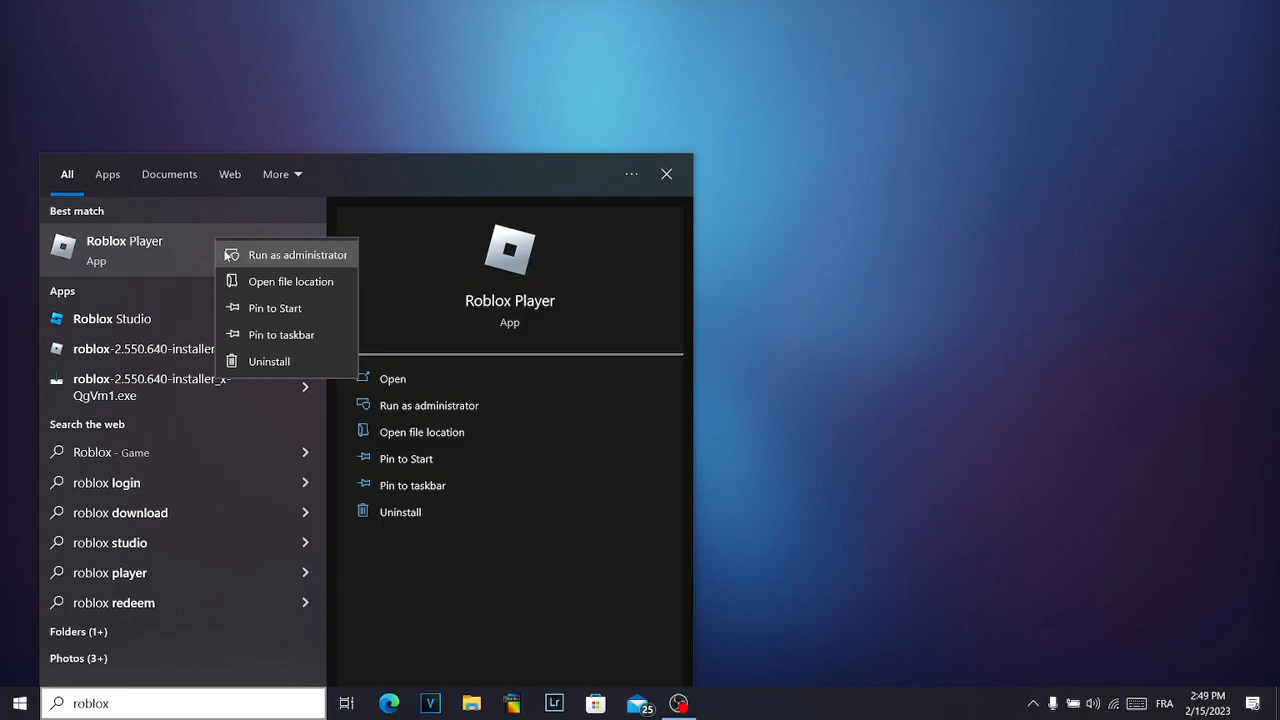 All
Apps
Documents
Web
More
...
Best match
Roblox Player
App
Run as administrator
Open file location
Pin to Start
Pin to taskbar
Uninstall
Apps
Roblox Studio
roblox-2.550.640-installer
roblox-2.550.640-installer_x-
QgVm1.exe
Search the web
Roblox - Game
roblox login
roblox download
roblox studio
roblox player
roblox redeem
Folders (1+)
Photos (3+)
Roblox Player
App
Open
Run as administrator
Open file location
Pin to Start
Pin to taskbar
Uninstall
roblox
V
Lr
25
FRA
2:49 PM
2/15/2023